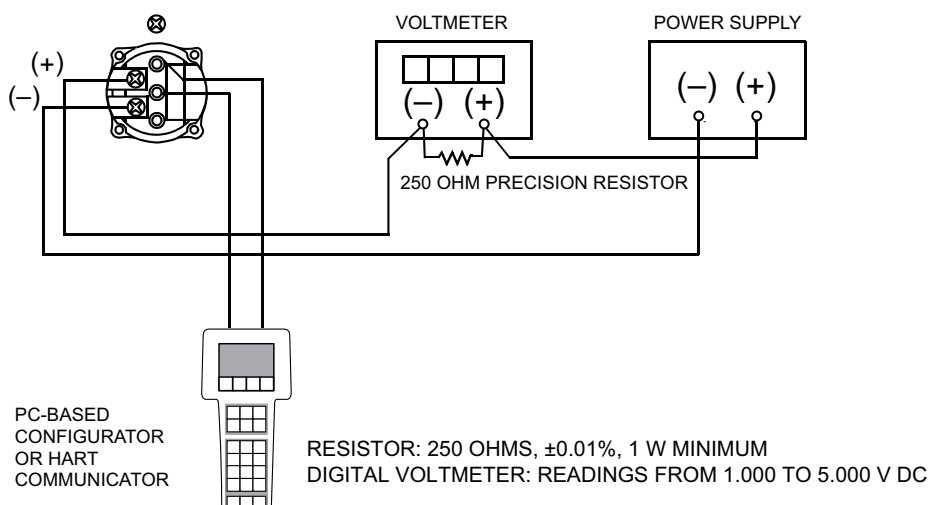 VOLTMETER
POWER SUPPLY
(+)
(–)
(–) (+)
(–) (+)
250 OHM PRECISION RESISTOR
PC-BASED
CONFIGURATOR
OR HART
COMMUNICATOR
RESISTOR: 250 OHMS, ±0.01%, 1 W MINIMUM
DIGITAL VOLTMETER: READINGS FROM 1.000 TO 5.000 V DC